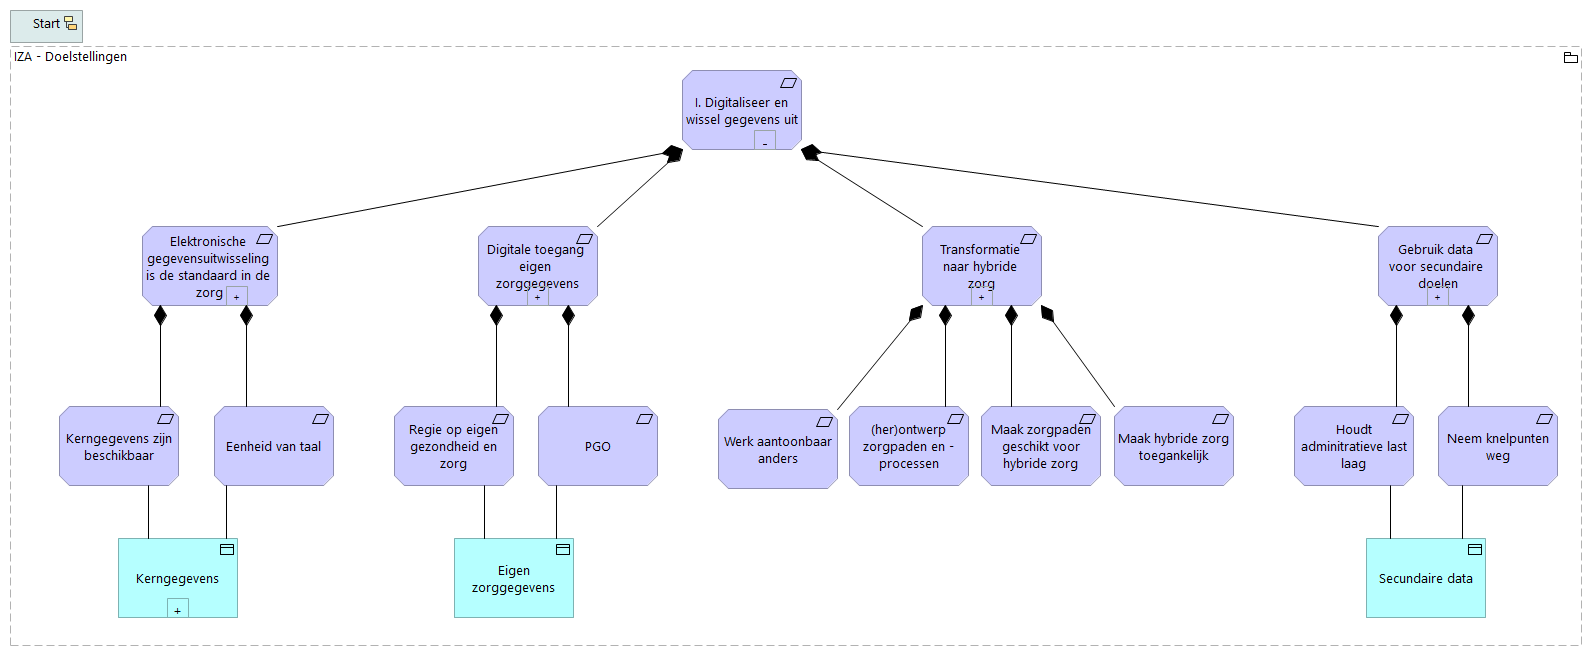 Start
IZA - Doelstellingen
I. Digitaliseer en
wissel gegevens uit
-
Elektronische
gegevensuitwisseling
is de standaard in de
zorg
+
Digitale toegang
eigen
zorggegevens
+
Transformatie
naar hybride
zorg
+
Gebruik data
voor secundaire
doelen
+
Kerngegevens zijn
beschikbaar
Eenheid van taal
Regie op eigen
gezondheid en
zorg
PGO
Werk aantoonbaar
anders
(her)ontwerp
zorgpaden en -
processen
Maak zorgpaden
geschikt voor
hybride zorg
Maak hybride zorg
toegankelijk
Houdt
adminitratieve last
laag
Neem knelpunten
weg
Kerngegevens
+
Eigen
zorggegevens
Secundaire data